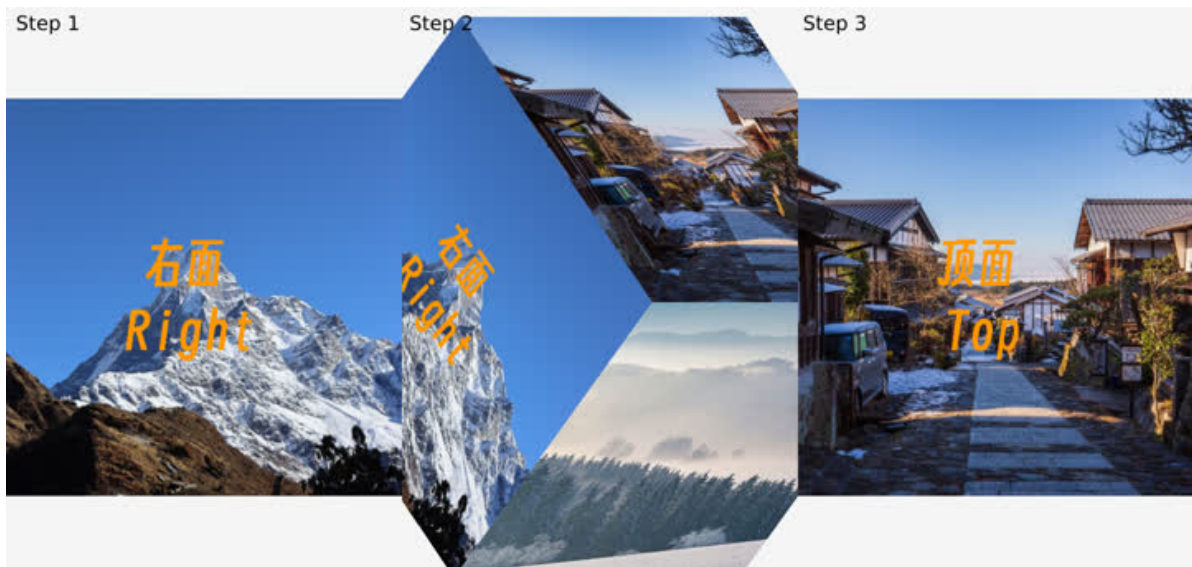 Step 1
右面
Right
Step 2
右面
Right
Step 3
顶面
Top